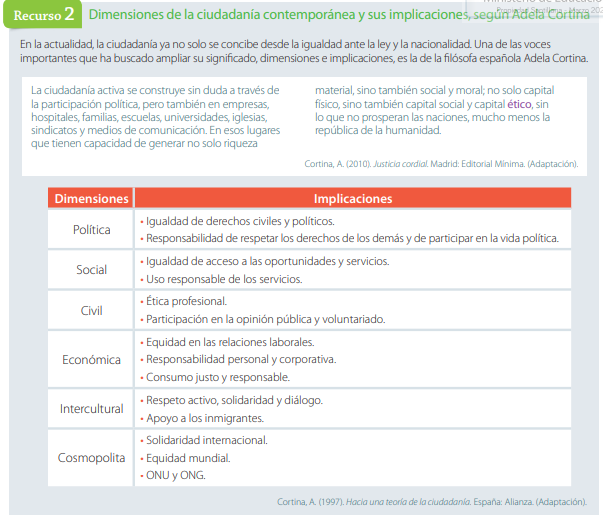 Ministerio de Educació
Recurso 2
Dimensiones de la ciudadanía contemporánea y sus implicaciones, según Adela Cortina
En la actualidad, la ciudadanía ya no solo se concibe desde la igualdad ante la ley y la nacionalidad. Una de las voces
importantes que ha buscado ampliar su significado, dimensiones e implicaciones, es la de la filósofa española Adela Cortina.
La ciudadanía activa se construye sin duda a través de
la participación política, pero también en empresas,
hospitales, familias, escuelas, universidades, iglesias,
sindicatos y medios de comunicación. En esos lugares
que tienen capacidad de generar no solo riqueza
material, sino también social y moral; no solo capital
físico, sino también capital social y capital ético, sin
lo que no prosperan las naciones, mucho menos la
república de la humanidad.
Cortina, A. (2010). Justicia cordial. Madrid: Editorial Mínima. (Adaptación).
Dimensiones
Implicaciones
Política
• Igualdad de derechos civiles y políticos.
• Responsabilidad de respetar los derechos de los demás y de participar en la vida política.
Social
• Igualdad de acceso a las oportunidades y servicios.
• Uso responsable de los servicios.
Civil
• Ética profesional.
• Participación en la opinión pública y voluntariado.
Económica
• Equidad en las relaciones laborales.
• Responsabilidad personal y corporativa.
• Consumo justo y responsable.
Intercultural
• Respeto activo, solidaridad y diálogo.
• Apoyo a los inmigrantes.
Cosmopolita
• Solidaridad internacional.
• Equidad mundial.
• ONU y ONG.
Cortina, A. (1997). Hacia una teoría de la ciudadanía. España: Alianza. (Adaptación).